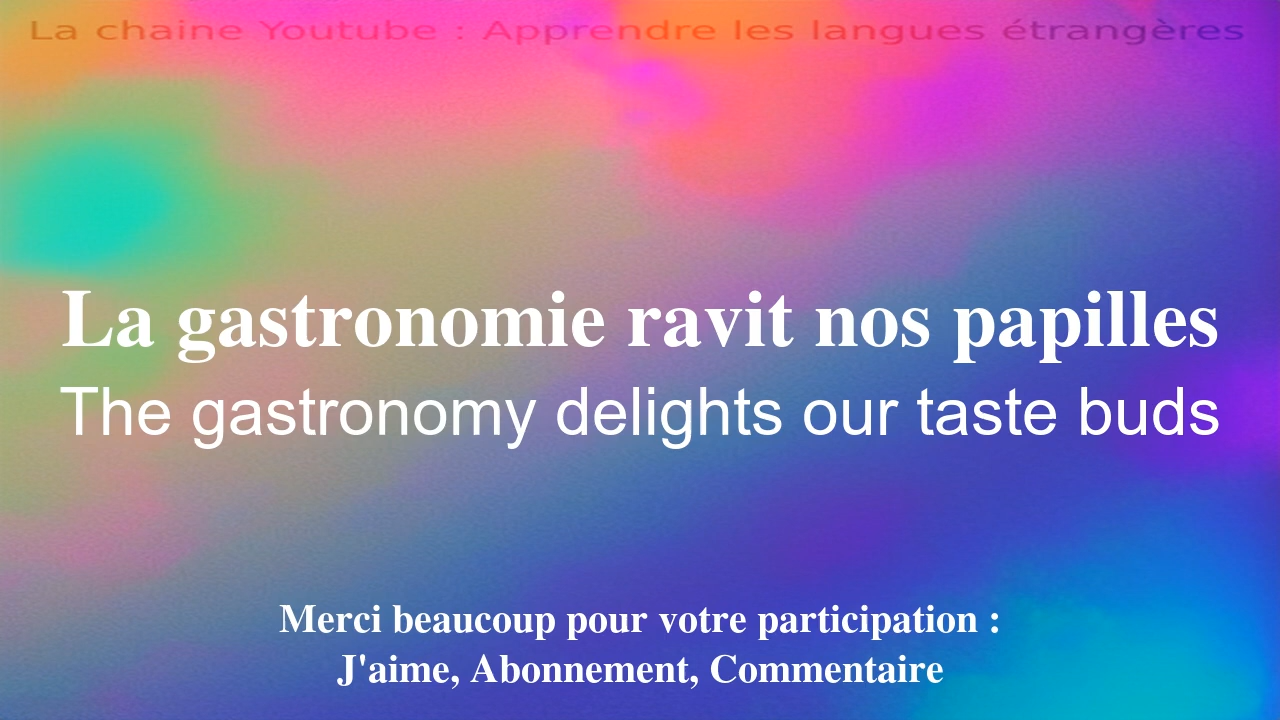 La chaine Youtube : Apprendre les langues étrangères
La gastronomie ravit nos papilles
The gastronomy delights our taste buds
Merci beaucoup pour votre participation :
J'aime, Abonnement, Commentaire